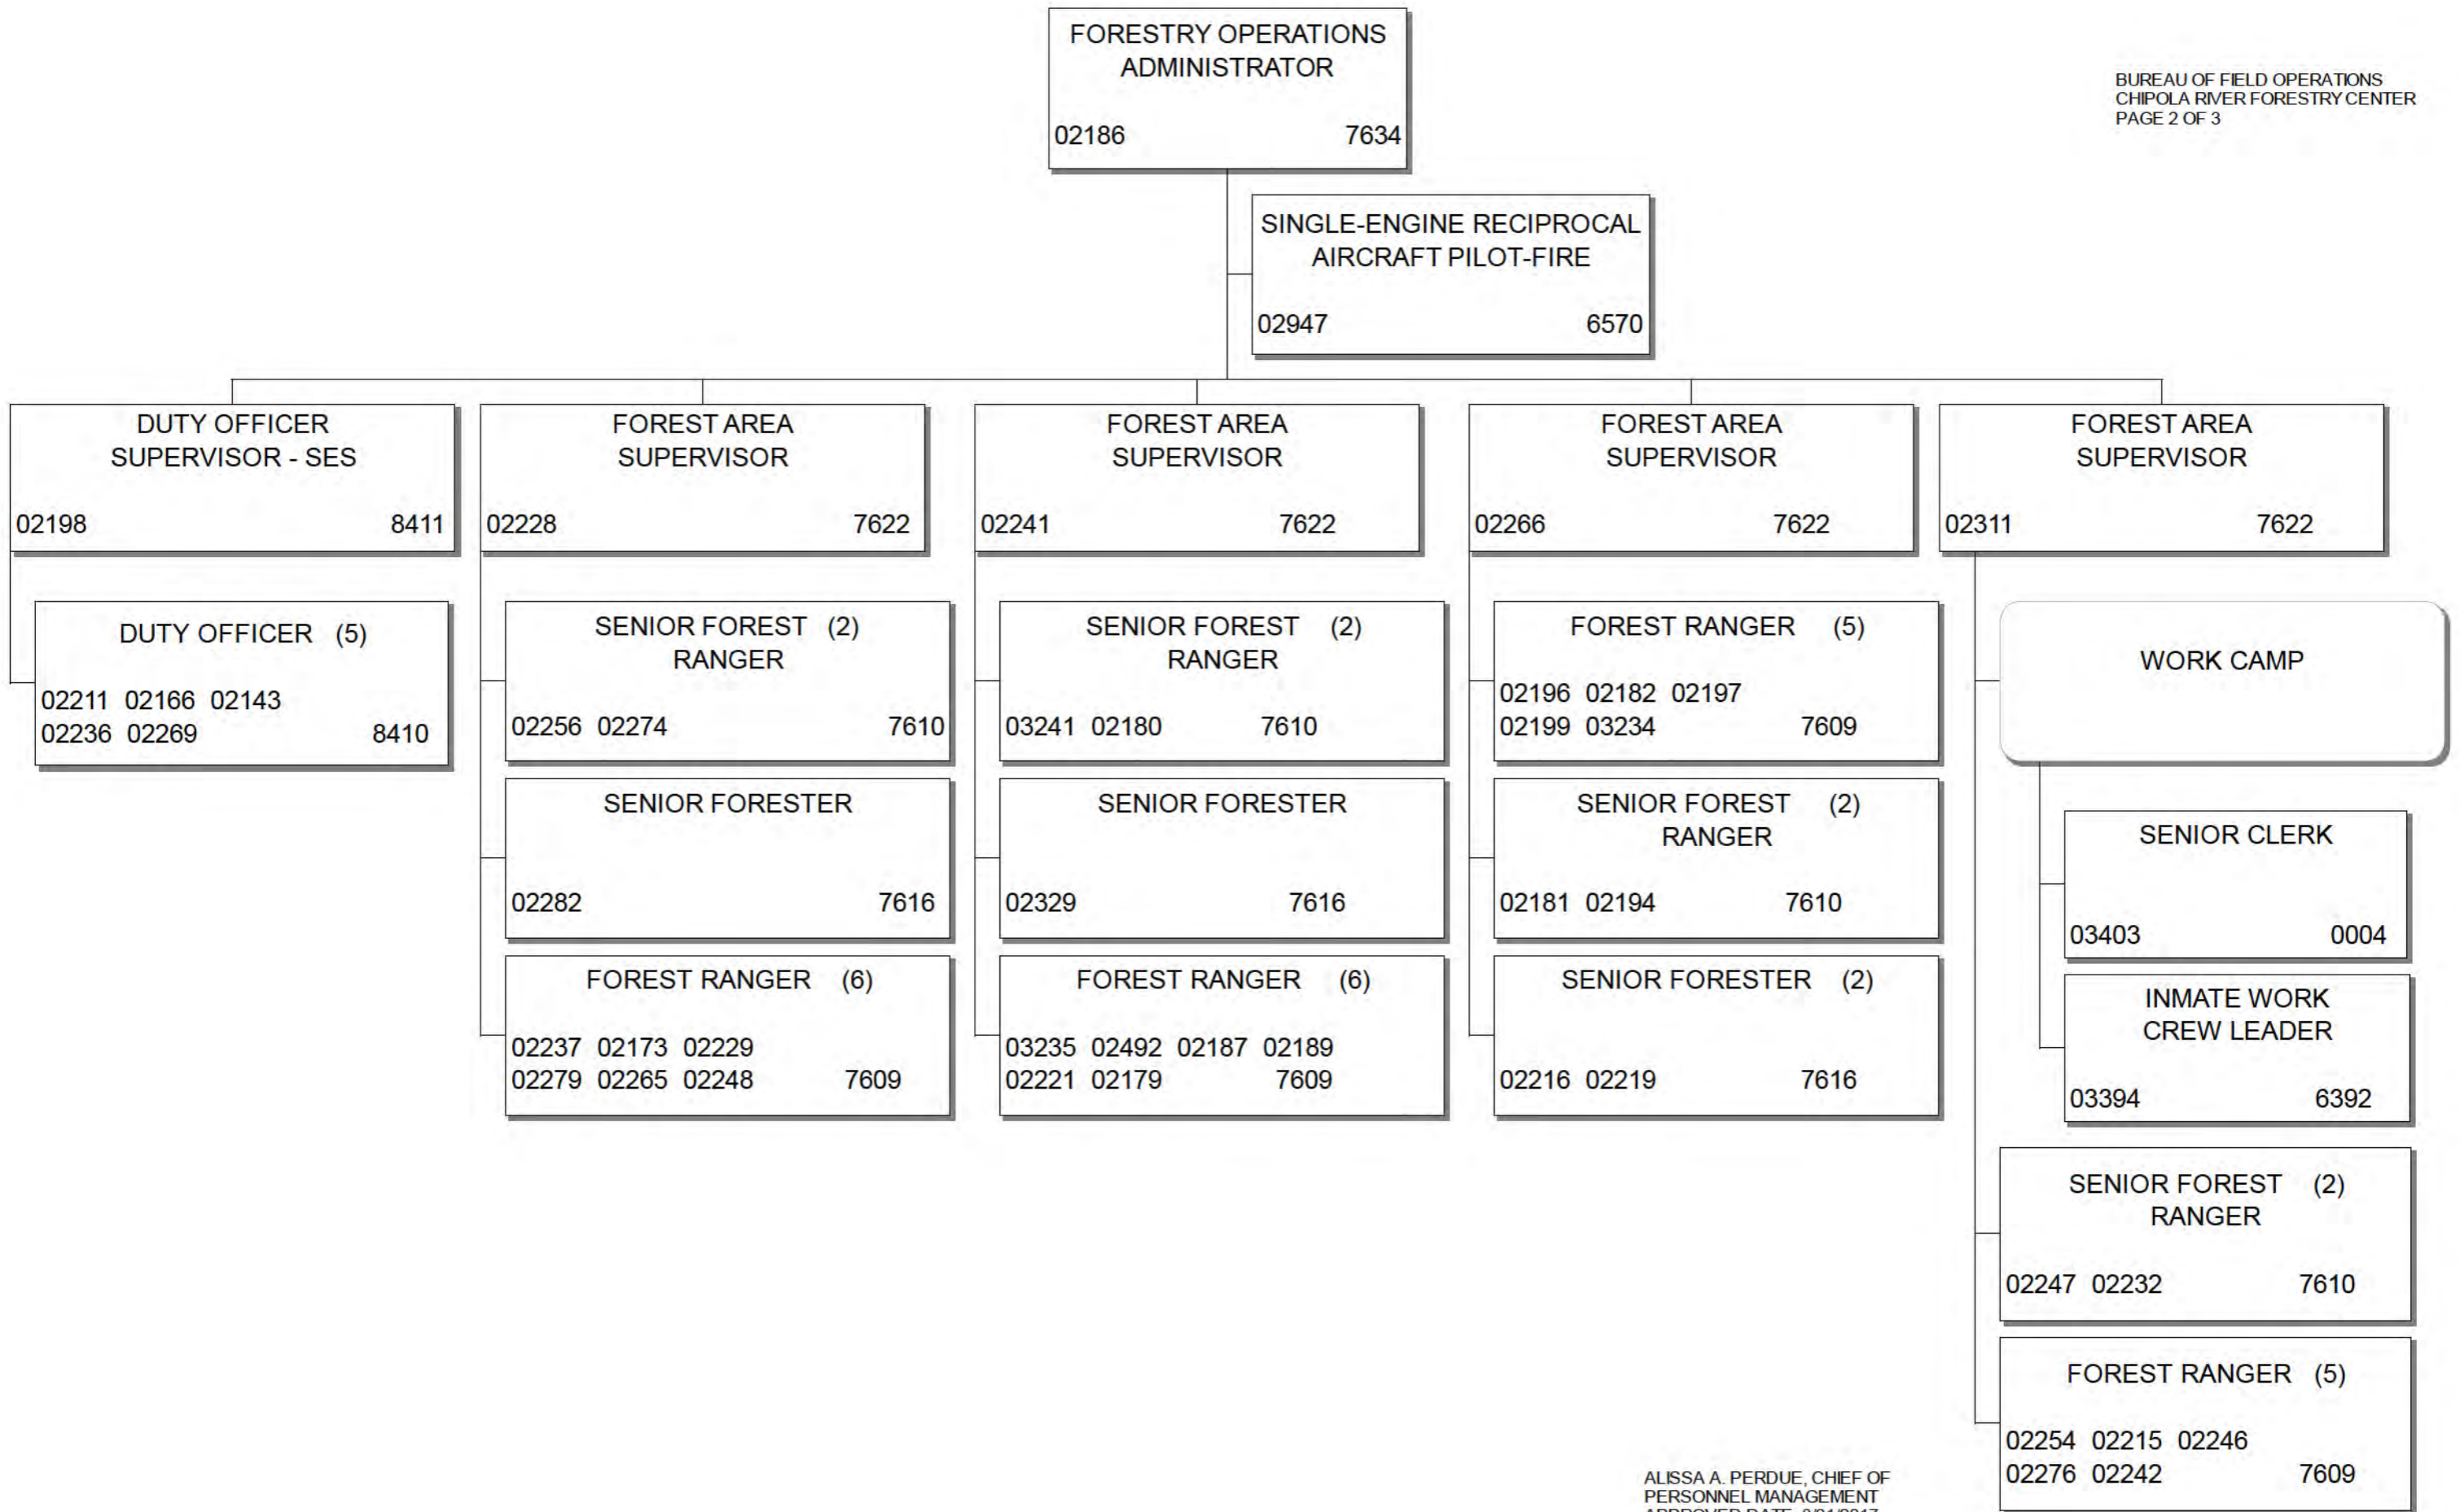 FORESTRY OPERATIONS
ADMINISTRATOR
02186 7634
BUREAU OF FIELD OPERATIONS
CHIPOLA RIVER FORESTRY CENTER
PAGE 2 OF 3
SINGLE-ENGINE RECIPROCAL
AIRCRAFT PILOT-FIRE
02947 6570
DUTY OFFICER
SUPERVISOR - SES
02198 8411
DUTY OFFICER (5)
02211 02166 02143
02236 02269 8410
FOREST AREA
SUPERVISOR
02228 7622
SENIOR FOREST (2)
RANGER
02256 02274 7610
SENIOR FORESTER
02282 7616
FOREST RANGER (6)
02237 02173 02229
02279 02265 02248 7609
FOREST AREA
SUPERVISOR
02241 7622
SENIOR FOREST (2)
RANGER
03241 02180 7610
SENIOR FORESTER
02329 7616
FOREST RANGER (6)
03235 02492 02187 02189
02221 02179 7609
FOREST AREA
SUPERVISOR
02266 7622
FOREST RANGER (5)
02196 02182 02197
02199 03234 7609
SENIOR FOREST (2)
RANGER
02181 02194 7610
SENIOR FORESTER (2)
02216 02219 7616
FOREST AREA
SUPERVISOR
02311 7622
WORK CAMP
SENIOR CLERK
03403 0004
INMATE WORK
CREW LEADER
03394 6392
SENIOR FOREST (2)
RANGER
02247 02232 7610
FOREST RANGER (5)
02254 02215 02246
02276 02242 7609
ALISSA A. PERDUE, CHIEF OF
PERSONNEL MANAGEMENT
APPROVED DATE: